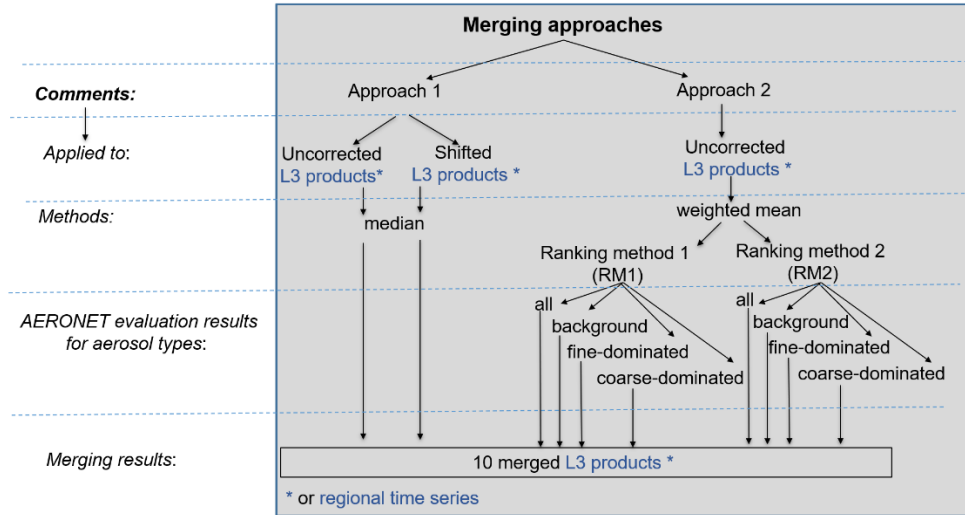 Merging approaches
Comments:
Approach 1
Approach 2
Applied to:
Uncorrected
L3 products*
Shifted
L3 products *
Uncorrected
L3 products *
Methods:
median
weighted mean
Ranking method 1
(RM1)
Ranking method 2
(RM2)
AERONET evaluation results
for aerosol types:
all
background
fine-dominated
coarse-dominated
all
background
fine-dominated
coarse-dominated
Merging results:
10 merged L3 products *
* or regional time series